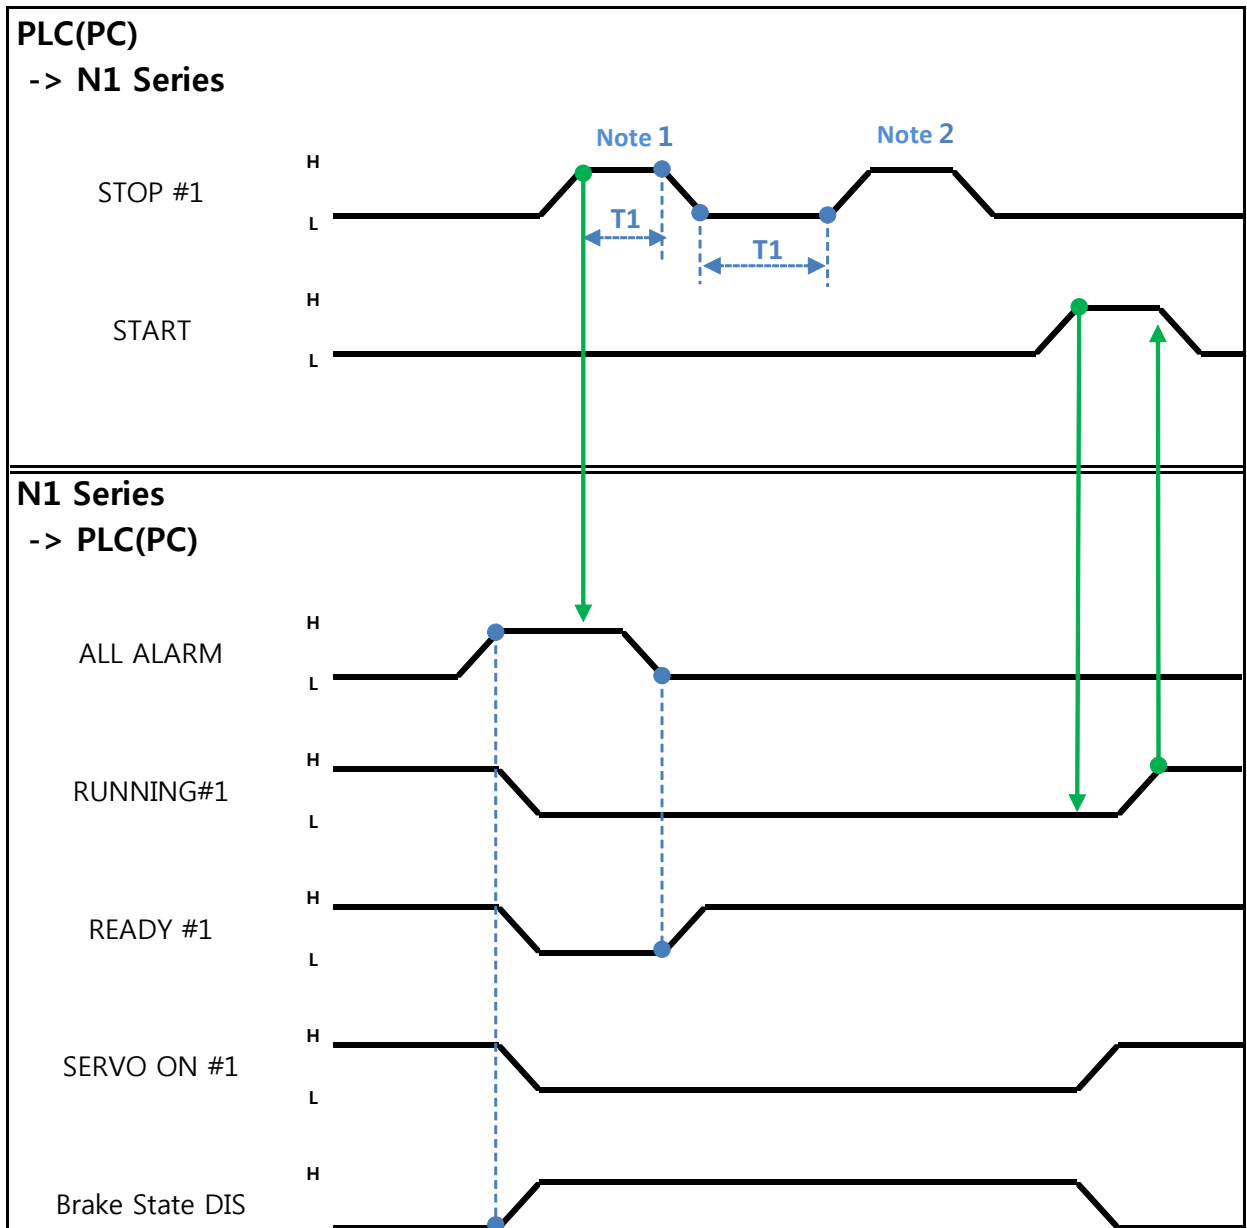 PLC(PC)
-> N1 Series
Note 1
Note 2
H
STOP #1
L
T1
T1
H
START
L
N1 Series
-> PLC(PC)
H
ALL ALARM
L
H
RUNNING#1
L
H
READY #1
L
H
SERVO ON #1
L
H
Brake State DIS